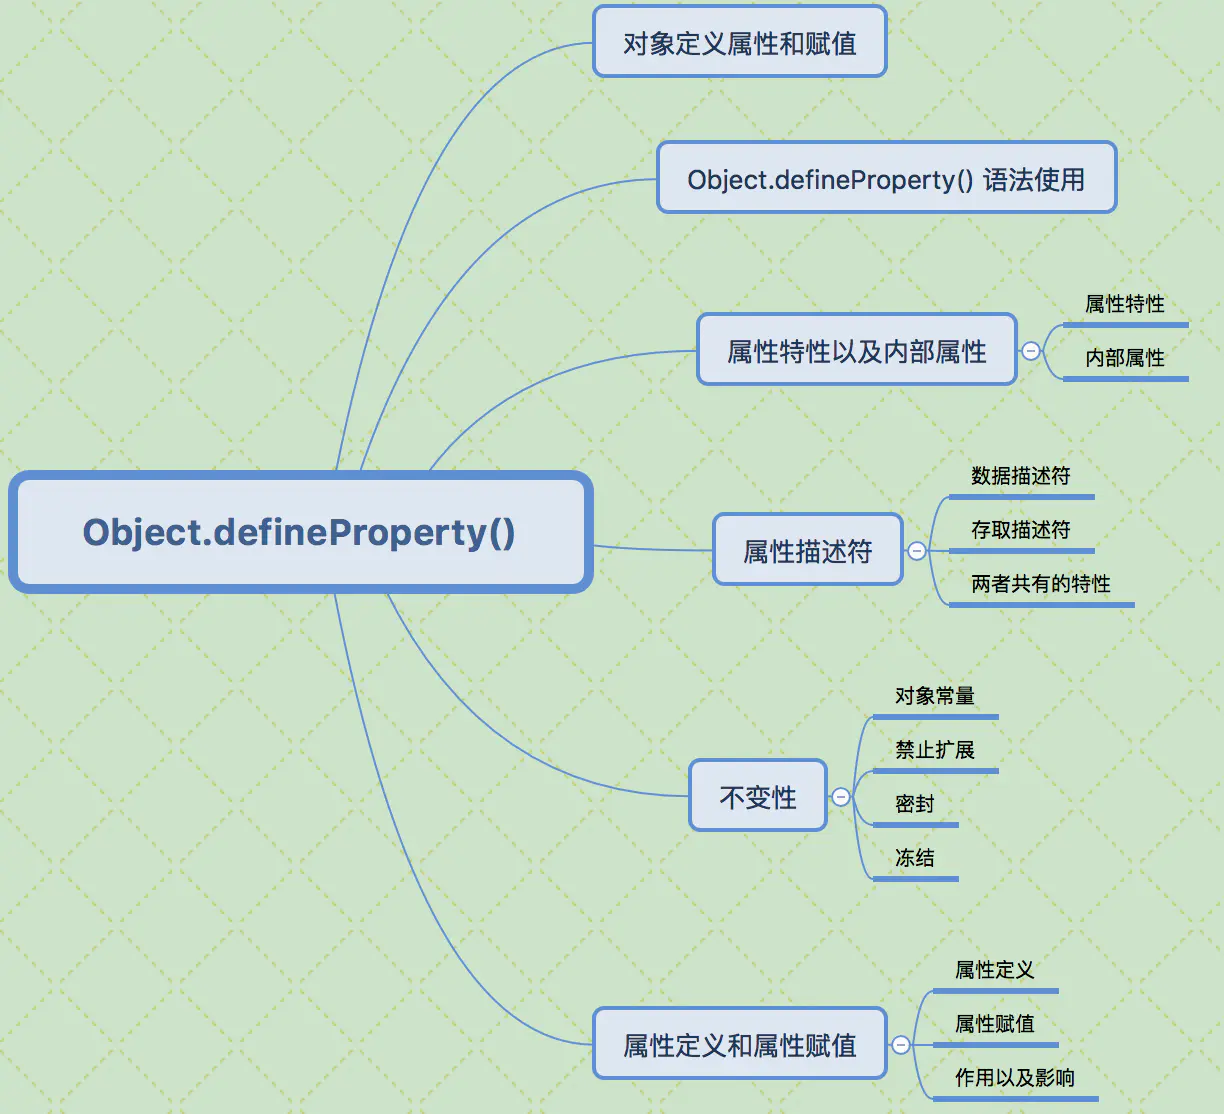 对象定义属性和赋值
Object.defineProperty() 语法使用
属性特性以及内部属性
属性特性
内部属性
Object.defineProperty()
属性描述符
数据描述符
存取描述符
两者共有的特性
不变性
对象常量
禁止扩展
密封
冻结
属性定义和属性赋值
属性定义
属性赋值
作用以及影响